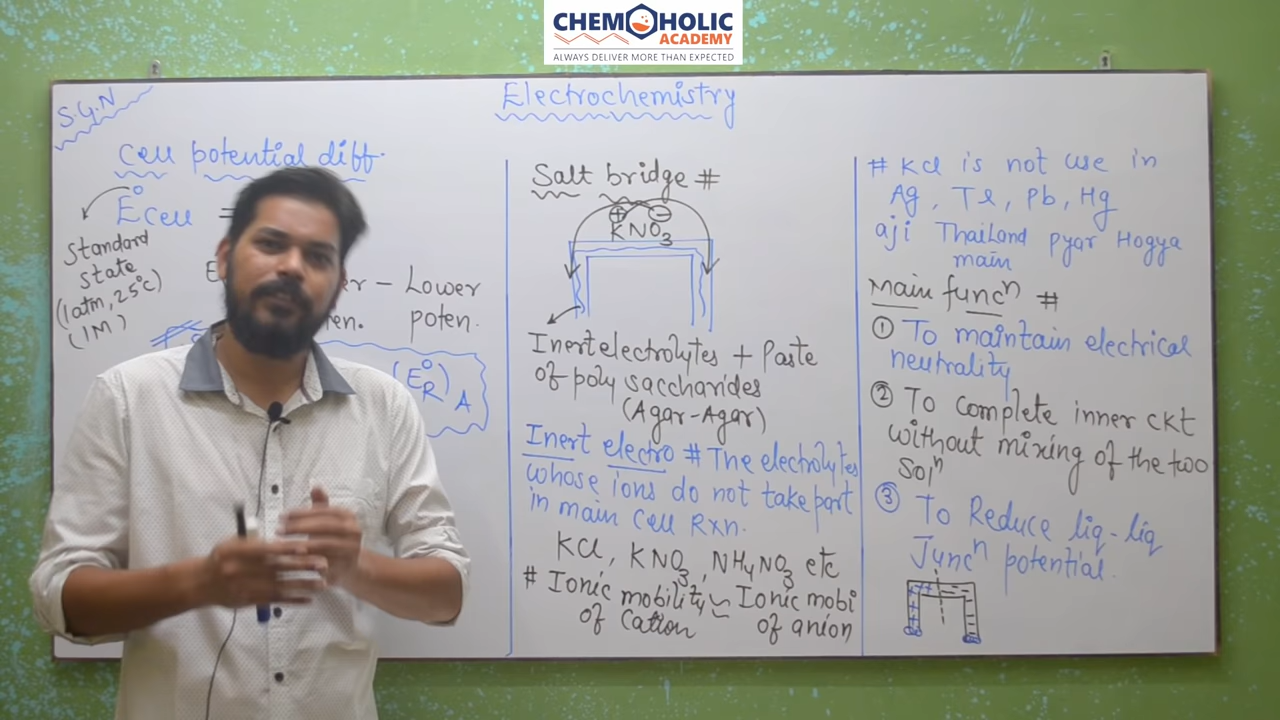 CHEMOHOLIC
ACADEMY
ALWAYS DELIVER MORE THAN EXPECTED
S.G.N
Electrochemistry
Cell potential diff.
E°cell =
Standard
state
(1atm, 25°C)
(1M)
- Lower
poten. poten.
(E°R)A
Salt bridge #
+ −
KNO3
Inert electrolytes + Paste
of poly saccharides
(Agar-Agar)
Inert electro # The electrolytes
whose ions do not take part
in main cell Rxn.
KCl, KNO3, NH4NO3 etc
# Ionic mobility ≃ Ionic mobi
of cation of anion
# KCl is not use in
Ag, Tl, Pb, Hg
aji Thailand pyar Hogya
main
Main funcn #
① To maintain electrical
neutrality
② To complete inner ckt
without mixing of the two
Soln
③ To Reduce liq-liq
Juncn potential.